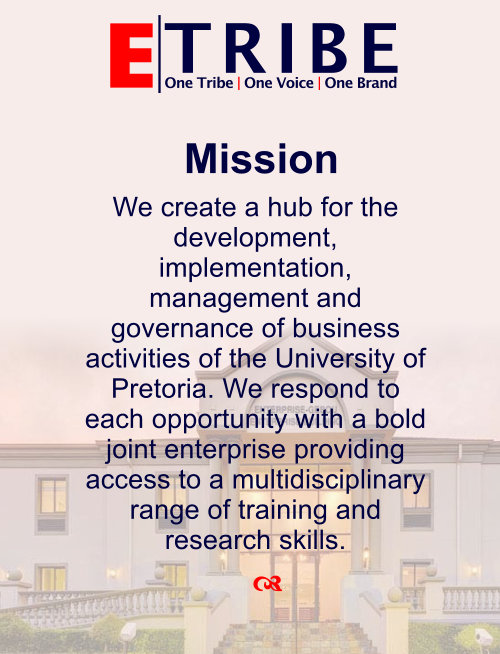 E TRIBE
One Tribe | One Voice | One Brand
Mission
We create a hub for the
development,
implementation,
management and
governance of business
activities of the University of
Pretoria. We respond to
each opportunity with a bold
joint enterprise providing
access to a multidisciplinary
range of training and
research skills.